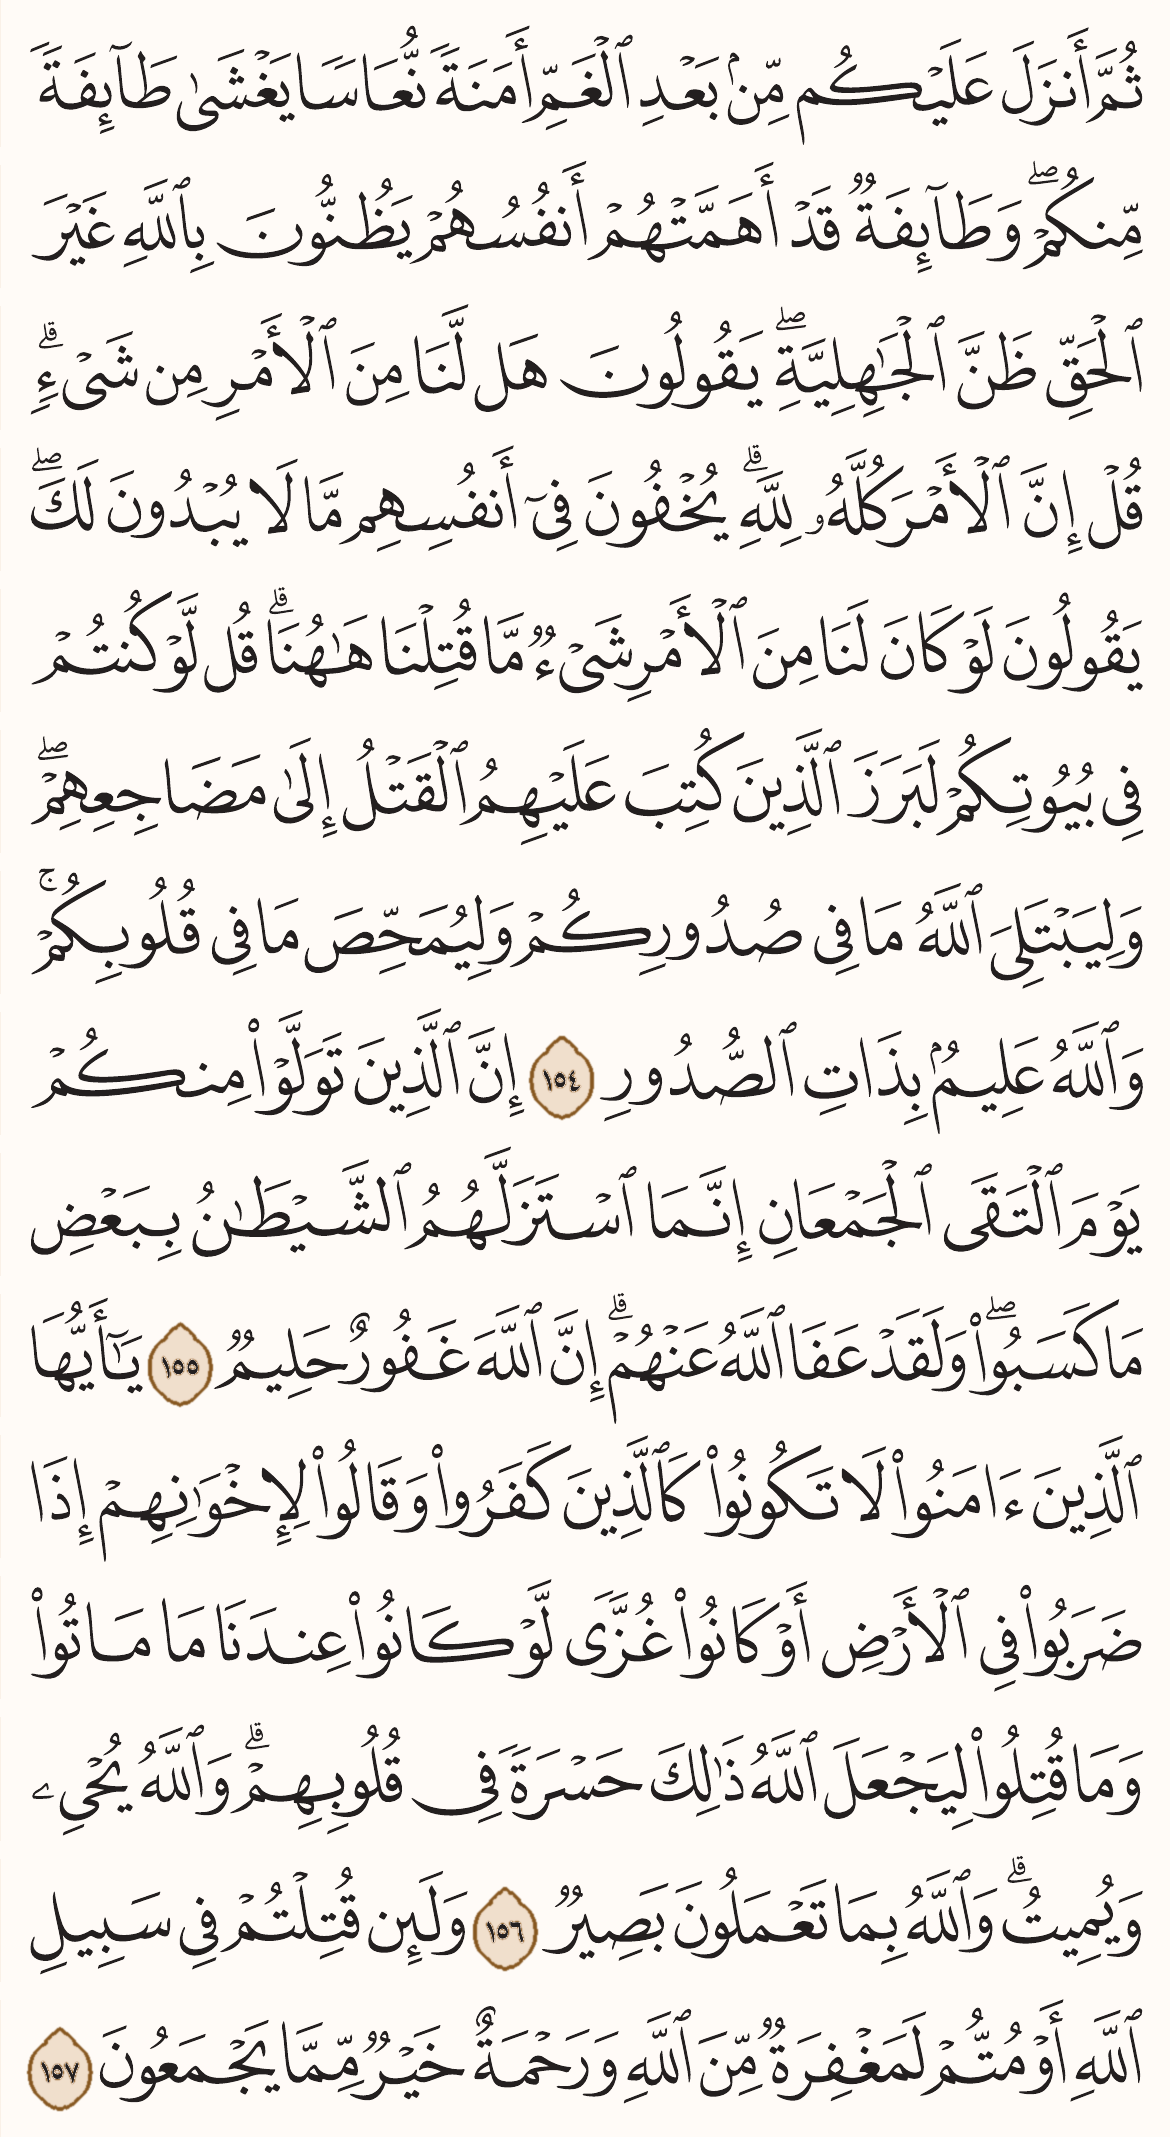 ثُمَّ أَنزَلَ عَلَيْكُم مِّنۢ بَعْدِ ٱلْغَمِّ أَمَنَةً نُّعَاسًا يَغْشَىٰ طَآئِفَةً
مِّنكُمْ ۖ وَطَآئِفَةٌ قَدْ أَهَمَّتْهُمْ أَنفُسُهُمْ يَظُنُّونَ بِٱللَّهِ غَيْرَ
ٱلْحَقِّ ظَنَّ ٱلْجَـٰهِلِيَّةِ ۖ يَقُولُونَ هَل لَّنَا مِنَ ٱلْأَمْرِ مِن شَىْءٍ ۗ
قُلْ إِنَّ ٱلْأَمْرَ كُلَّهُۥ لِلَّهِ ۗ يُخْفُونَ فِىٓ أَنفُسِهِم مَّا لَا يُبْدُونَ لَكَ ۖ
يَقُولُونَ لَوْ كَانَ لَنَا مِنَ ٱلْأَمْرِ شَىْءٌ مَّا قُتِلْنَا هَـٰهُنَا ۗ قُل لَّوْ كُنتُمْ
فِى بُيُوتِكُمْ لَبَرَزَ ٱلَّذِينَ كُتِبَ عَلَيْهِمُ ٱلْقَتْلُ إِلَىٰ مَضَاجِعِهِمْ ۖ
وَلِيَبْتَلِىَ ٱللَّهُ مَا فِى صُدُورِكُمْ وَلِيُمَحِّصَ مَا فِى قُلُوبِكُمْ ۚ
وَٱللَّهُ عَلِيمٌۢ بِذَاتِ ٱلصُّدُورِ ١٥٤ إِنَّ ٱلَّذِينَ تَوَلَّوْا۟ مِنكُمْ
يَوْمَ ٱلْتَقَى ٱلْجَمْعَانِ إِنَّمَا ٱسْتَزَلَّهُمُ ٱلشَّيْطَـٰنُ بِبَعْضِ
مَا كَسَبُوا۟ ۖ وَلَقَدْ عَفَا ٱللَّهُ عَنْهُمْ ۗ إِنَّ ٱللَّهَ غَفُورٌ حَلِيمٌ ١٥٥ يَـٰٓأَيُّهَا
ٱلَّذِينَ ءَامَنُوا۟ لَا تَكُونُوا۟ كَٱلَّذِينَ كَفَرُوا۟ وَقَالُوا۟ لِإِخْوَٰنِهِمْ إِذَا
ضَرَبُوا۟ فِى ٱلْأَرْضِ أَوْ كَانُوا۟ غُزًّى لَّوْ كَانُوا۟ عِندَنَا مَا مَاتُوا۟
وَمَا قُتِلُوا۟ لِيَجْعَلَ ٱللَّهُ ذَٰلِكَ حَسْرَةً فِى قُلُوبِهِمْ ۗ وَٱللَّهُ يُحْىِۦ
وَيُمِيتُ ۗ وَٱللَّهُ بِمَا تَعْمَلُونَ بَصِيرٌ ١٥٦ وَلَئِن قُتِلْتُمْ فِى سَبِيلِ
ٱللَّهِ أَوْ مُتُّمْ لَمَغْفِرَةٌ مِّنَ ٱللَّهِ وَرَحْمَةٌ خَيْرٌ مِّمَّا يَجْمَعُونَ ١٥٧